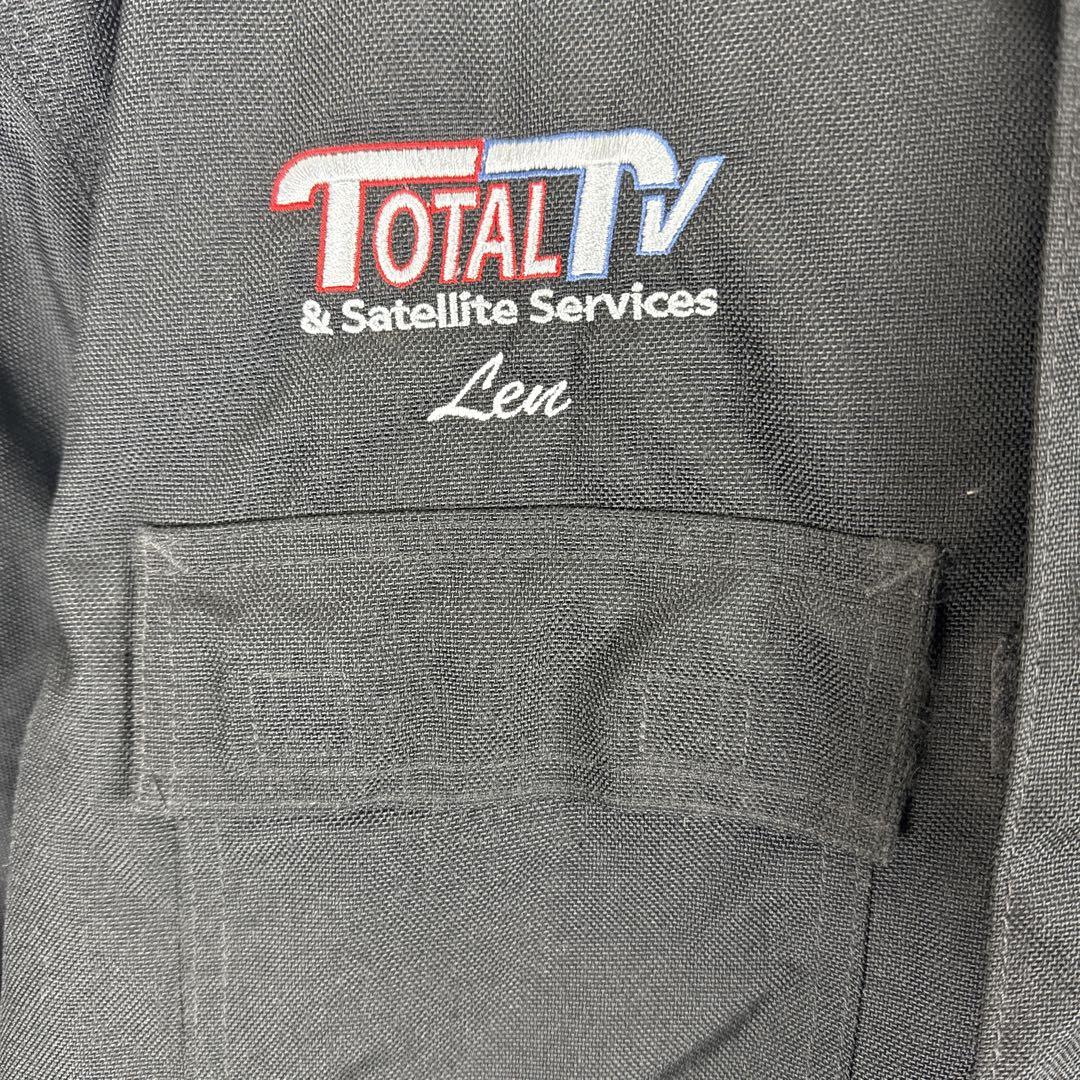 TOTAL TV
& Satellite Services
Len